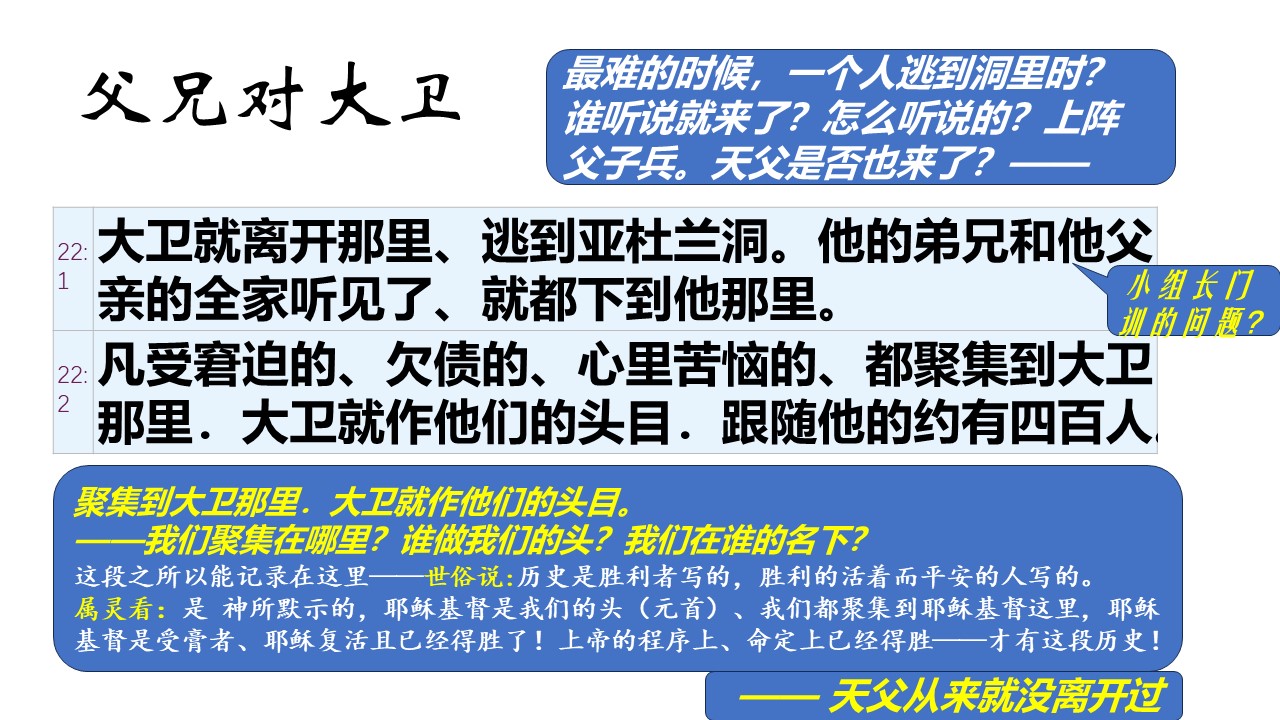 父兄对大卫
最难的时候，一个人逃到洞里时？
谁听说就来了？怎么听说的？上阵
父子兵。天父是否也来了？——
22:
1
大卫就离开那里、逃到亚杜兰洞。他的弟兄和他父
亲的全家听见了、就都下到他那里。
小组长门
训的问题？
22:
2
凡受窘迫的、欠债的、心里苦恼的、都聚集到大卫
那里．大卫就作他们的头目．跟随他的约有四百人。
聚集到大卫那里．大卫就作他们的头目。
——我们聚集在哪里？谁做我们的头？我们在谁的名下？
这段之所以能记录在这里——世俗说:历史是胜利者写的，胜利的活着而平安的人写的。
属灵看：是 神所默示的，耶稣基督是我们的头（元首）、我们都聚集到耶稣基督这里，耶稣
基督是受膏者、耶稣复活且已经得胜了！上帝的程序上、命定上已经得胜——才有这段历史！
—— 天父从来就没离开过